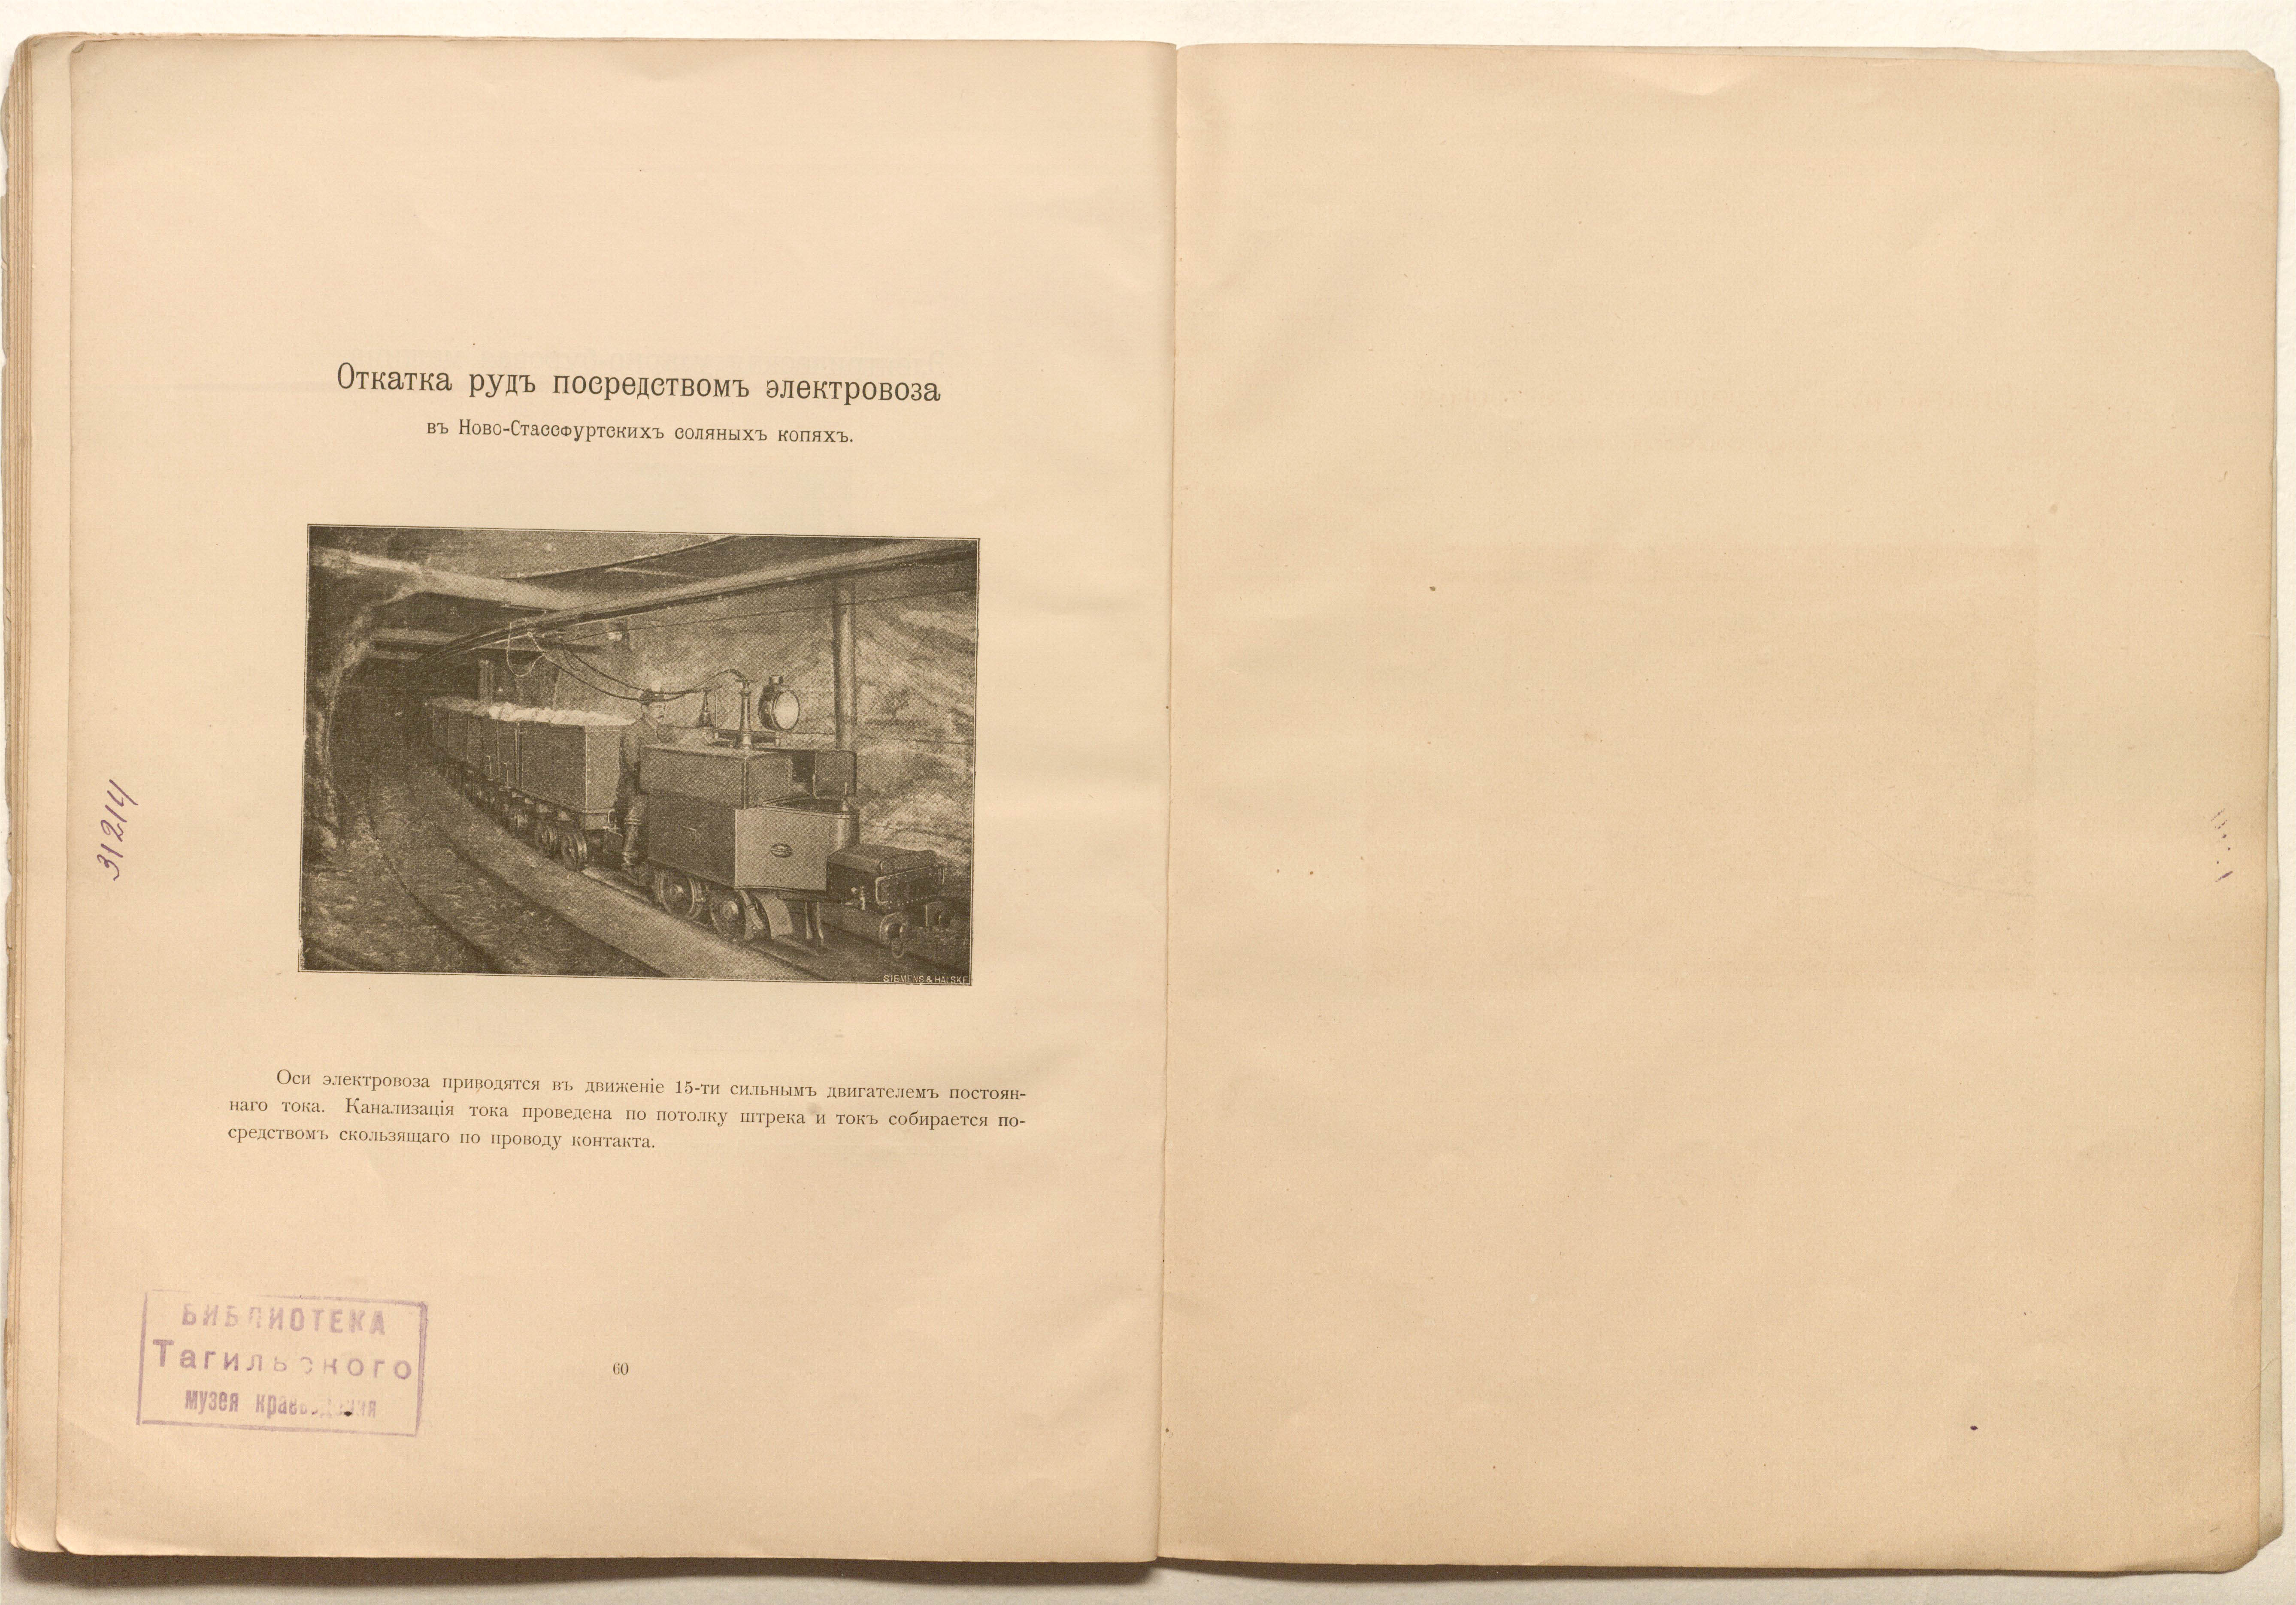 Откатка рудъ посредствомъ электровоза
въ Ново-Стассфуртскихъ соляныхъ копяхъ.
SIEMENS & HALSKE
31214
Оси электровоза приводятся въ движеніе 15-ти сильнымъ двигателемъ постоян-
наго тока. Канализація тока проведена по потолку штрека и токъ собирается по-
средствомъ скользящаго по проводу контакта.
БИБЛИОТЕКА
Тагильского
музея краеведения
60